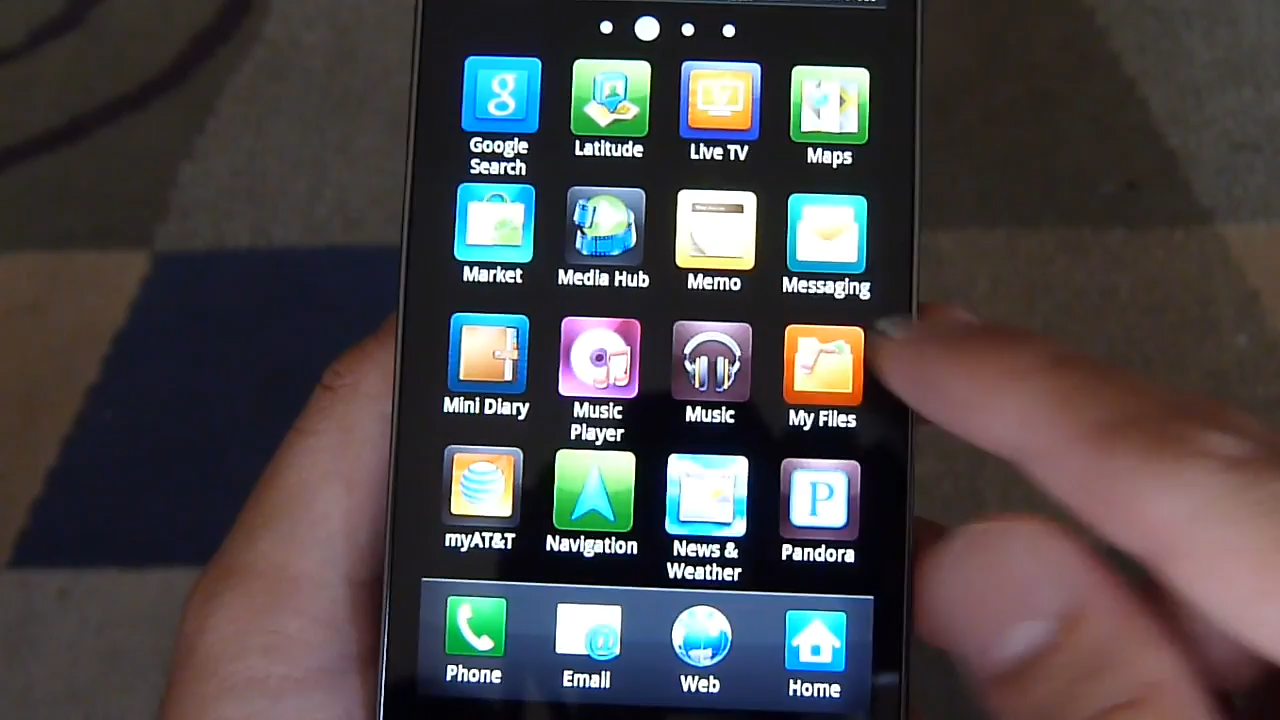 g
Google
Search
Latitude
Live TV
Maps
Market
Media Hub
Memo
Messaging
Mini Diary
Music
Player
Music
My Files
myAT&T
Navigation
News &
Weather
P
Pandora
Phone
@
Email
Web
Home